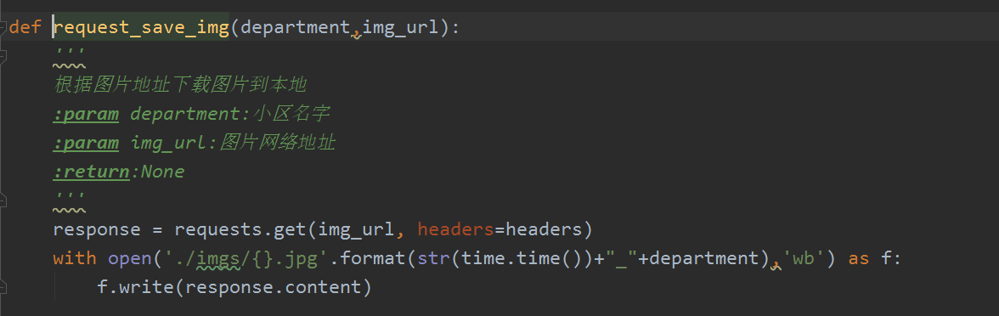 def request_save_img(department,img_url):
    '''
    根据图片地址下载图片到本地
    :param department:小区名字
    :param img_url:图片网络地址
    :return:None
    '''
    response = requests.get(img_url, headers=headers)
    with open('./imgs/{}.jpg'.format(str(time.time())+"_"+department),'wb') as f:
        f.write(response.content)